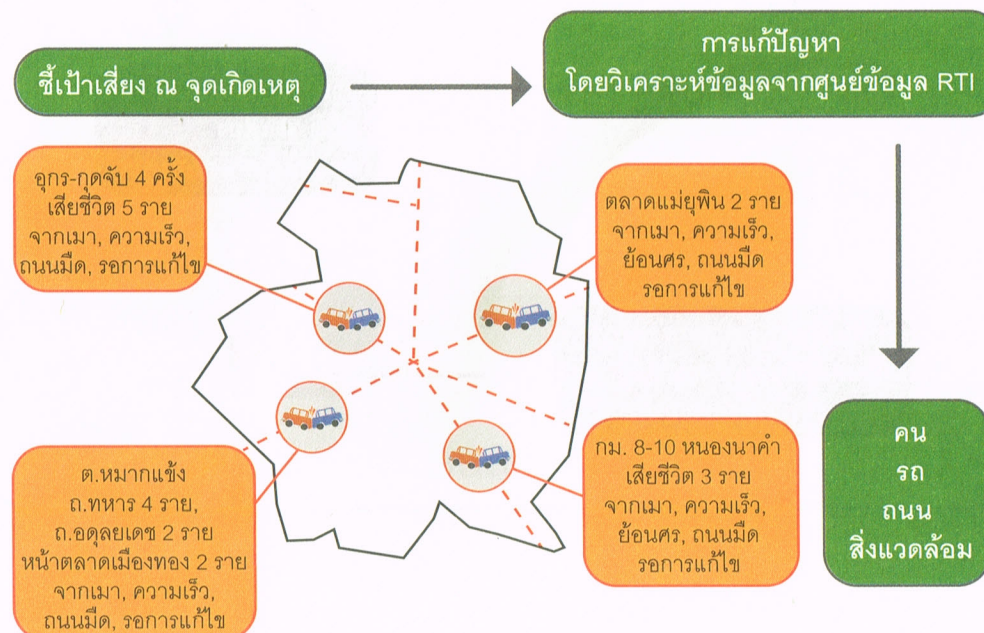 ชี้เป้าเสี่ยง ณ จุดเกิดเหตุ
การแก้ปัญหา
โดยวิเคราะห์ข้อมูลจากศูนย์ข้อมูล RTI
อุกร-กุดจับ 4 ครั้ง
เสียชีวิต 5 ราย
จากเมา, ความเร็ว,
ถนนมืด, รอการแก้ไข
ตลาดแม่ยุพิน 2 ราย
จากเมา, ความเร็ว,
ย้อนศร, ถนนมืด
รอการแก้ไข
ต.หมากแข้ง
ถ.ทหาร 4 ราย,
ถ.อดุลยเดช 2 ราย
หน้าตลาดเมืองทอง 2 ราย
จากเมา, ความเร็ว,
ถนนมืด, รอการแก้ไข
กม. 8-10 หนองนาคำ
เสียชีวิต 3 ราย
จากเมา, ความเร็ว,
ย้อนศร, ถนนมืด
รอการแก้ไข
คน
รถ
ถนน
สิ่งแวดล้อม